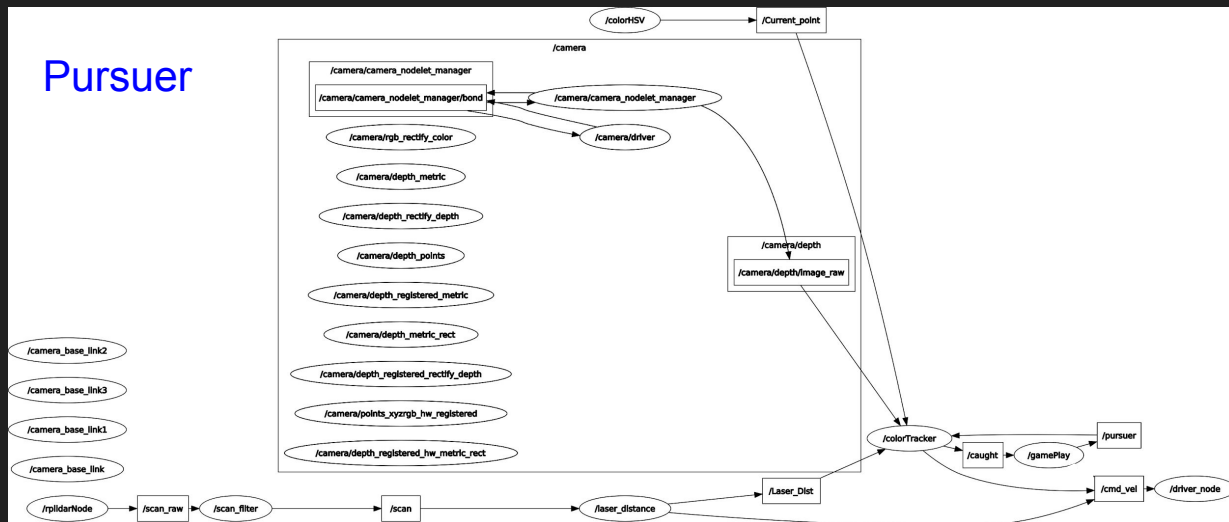 Pursuer
/colorHSV
/Current_point
/camera
/camera/camera_nodelet_manager
/camera/camera_nodelet_manager/bond
/camera/camera_nodelet_manager
/camera/rgb_rectify_color
/camera/driver
/camera/depth_metric
/camera/depth_rectify_depth
/camera/depth
/camera/depth_points
/camera/depth/image_raw
/camera/depth_registered_metric
/camera/depth_metric_rect
/camera_base_link2
/camera/depth_registered_rectify_depth
/camera_base_link3
/camera/points_xyzrgb_hw_registered
/camera_base_link1
/colorTracker
/pursuer
/camera/depth_registered_hw_metric_rect
/caught
/gamePlay
/camera_base_link
/Laser_Dist
/cmd_vel
/driver_node
/rplidarNode
/scan_raw
/scan_filter
/scan
/laser_distance